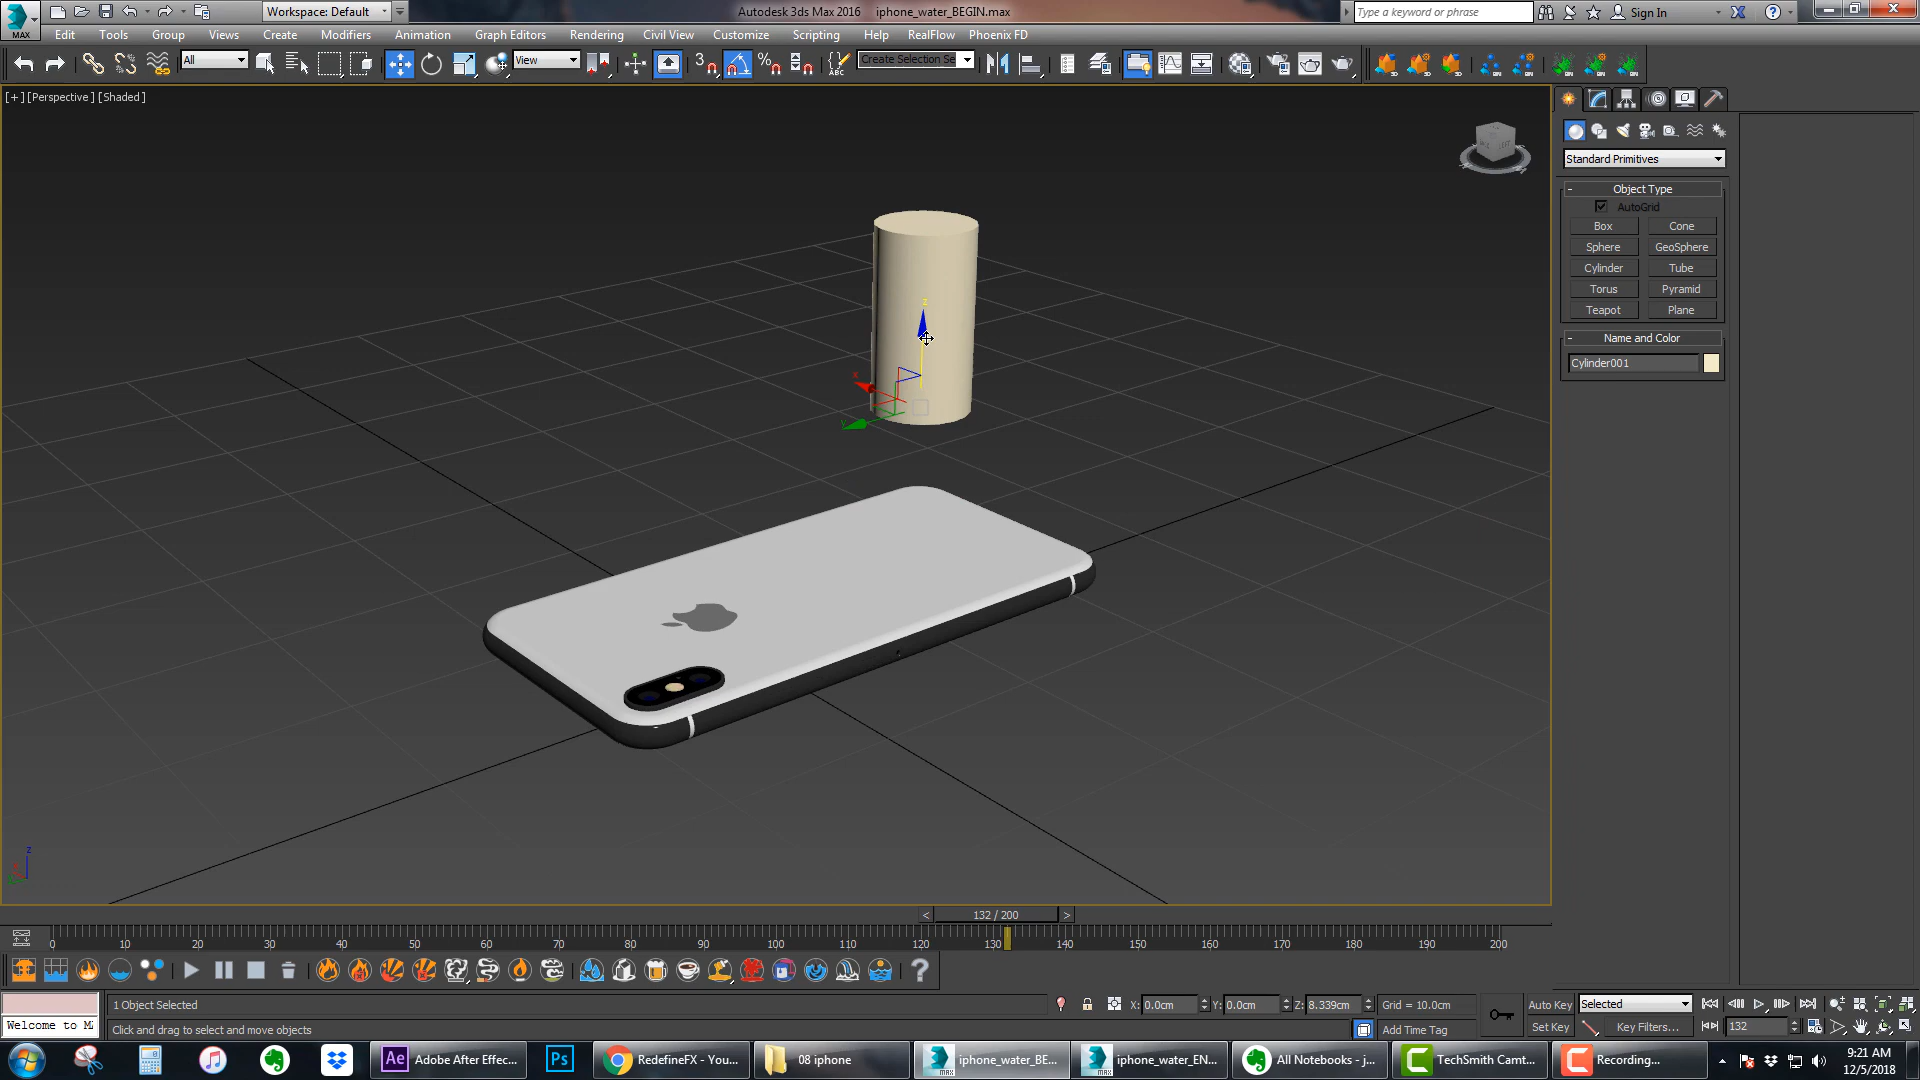 Workspace: Default
Autodesk 3ds Max 2016 iphone_water_BEGIN.max
Type a keyword or phrase
Sign In
MAX
Edit Tools Group Views Create Modifiers Animation Graph Editors Rendering Civil View Customize Scripting Help RealFlow Phoenix FD
All
View
3
ABC
Create Selection Se
[+] [Perspective] [Shaded]
Standard Primitives
- Object Type
AutoGrid
Box Cone
Sphere GeoSphere
Cylinder Tube
Torus Pyramid
Teapot Plane
- Name and Color
Cylinder001
z
x
y
z
< 132 / 200 >
0 10 20 30 40 50 60 70 80 90 100 110 120 130 140 150 160 170 180 190 200
1 Object Selected
X: 0.0cm Y: 0.0cm Z: 8.339cm Grid = 10.0cm
Auto Key Selected
Welcome to M
Click and drag to select and move objects
Add Time Tag
Set Key Key Filters... 132
Adobe After Effec...
RedefineFX - You...
08 iphone
iphone_water_BE...
iphone_water_EN...
All Notebooks - j...
TechSmith Camt...
Recording...
9:21 AM
12/5/2018